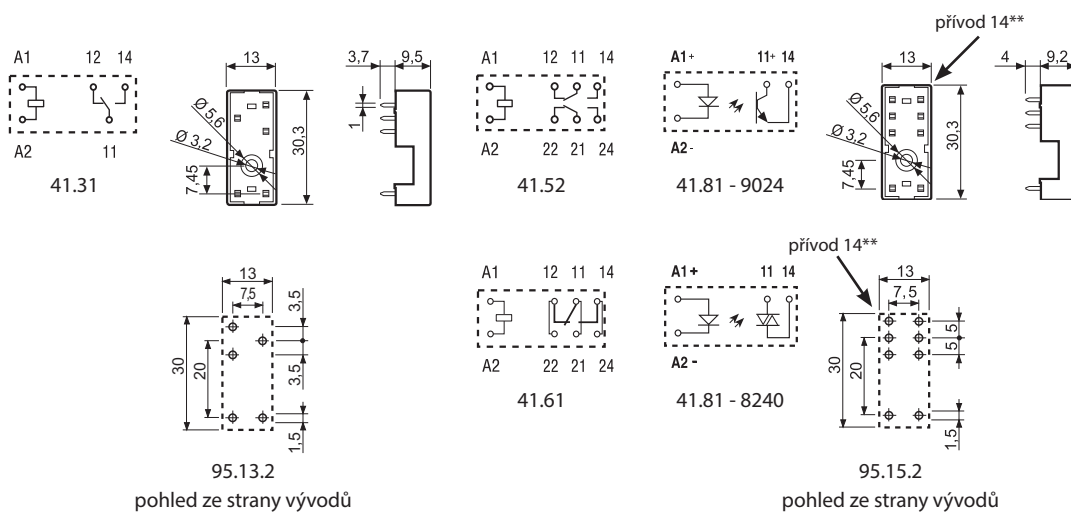 přívod 14**
A1 12 14
A2 11
41.31
13
Ø 5,6
Ø 3,2
7,45
30,3
3,7 9,5
1
A1 12 11 14
A2 22 21 24
41.52
A1+ 11+ 14
A2-
41.81 - 9024
13
Ø 5,6
Ø 3,2
7,45
30,3
4 9,2
13
7,5
3,5
3,5
30
20
1,5
95.13.2
pohled ze strany vývodů
A1 12 11 14
A2 22 21 24
41.61
A1 + 11 14
A2 -
41.81 - 8240
přívod 14**
13
7,5
5
5
30
20
1,5
95.15.2
pohled ze strany vývodů